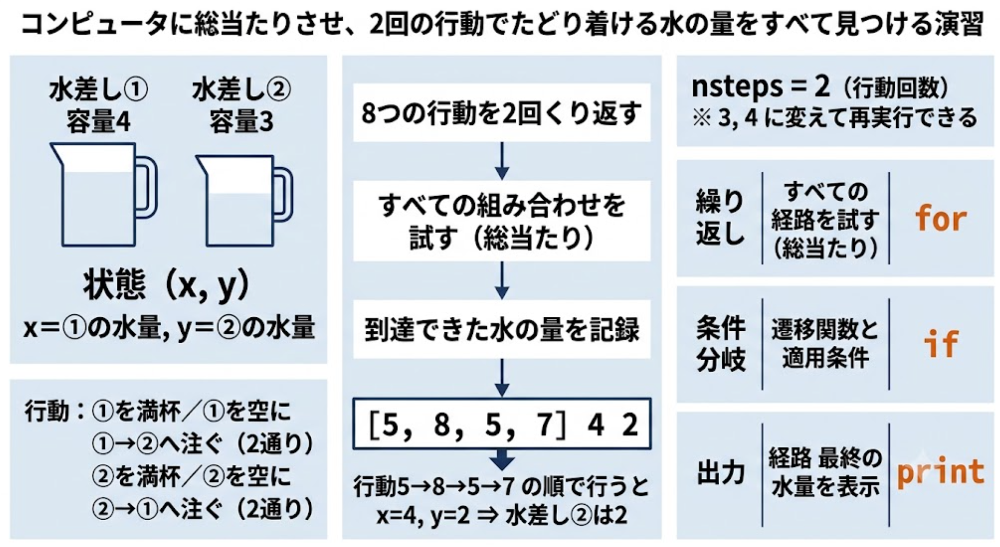 コンピュータに総当たりさせ、2回の行動でたどり着ける水の量をすべて見つける演習
水差し①
容量4
水差し②
容量3
状態（x, y）
x＝①の水量, y＝②の水量
行動：①を満杯／①を空に
①→②へ注ぐ（2通り）
②を満杯／②を空に
②→①へ注ぐ（2通り）
8つの行動を2回くり返す
すべての組み合わせを
試す（総当たり）
到達できた水の量を記録
[5, 8, 5, 7] 4 2
行動5→8→5→7 の順で行うと
x=4, y=2 ⇒ 水差し②は2
nsteps = 2（行動回数）
※ 3, 4 に変えて再実行できる
繰り
返し
すべての
経路を試す
（総当たり）
for
条件
分岐
遷移関数と
適用条件
if
出力
経路 最終の
水量を表示
print